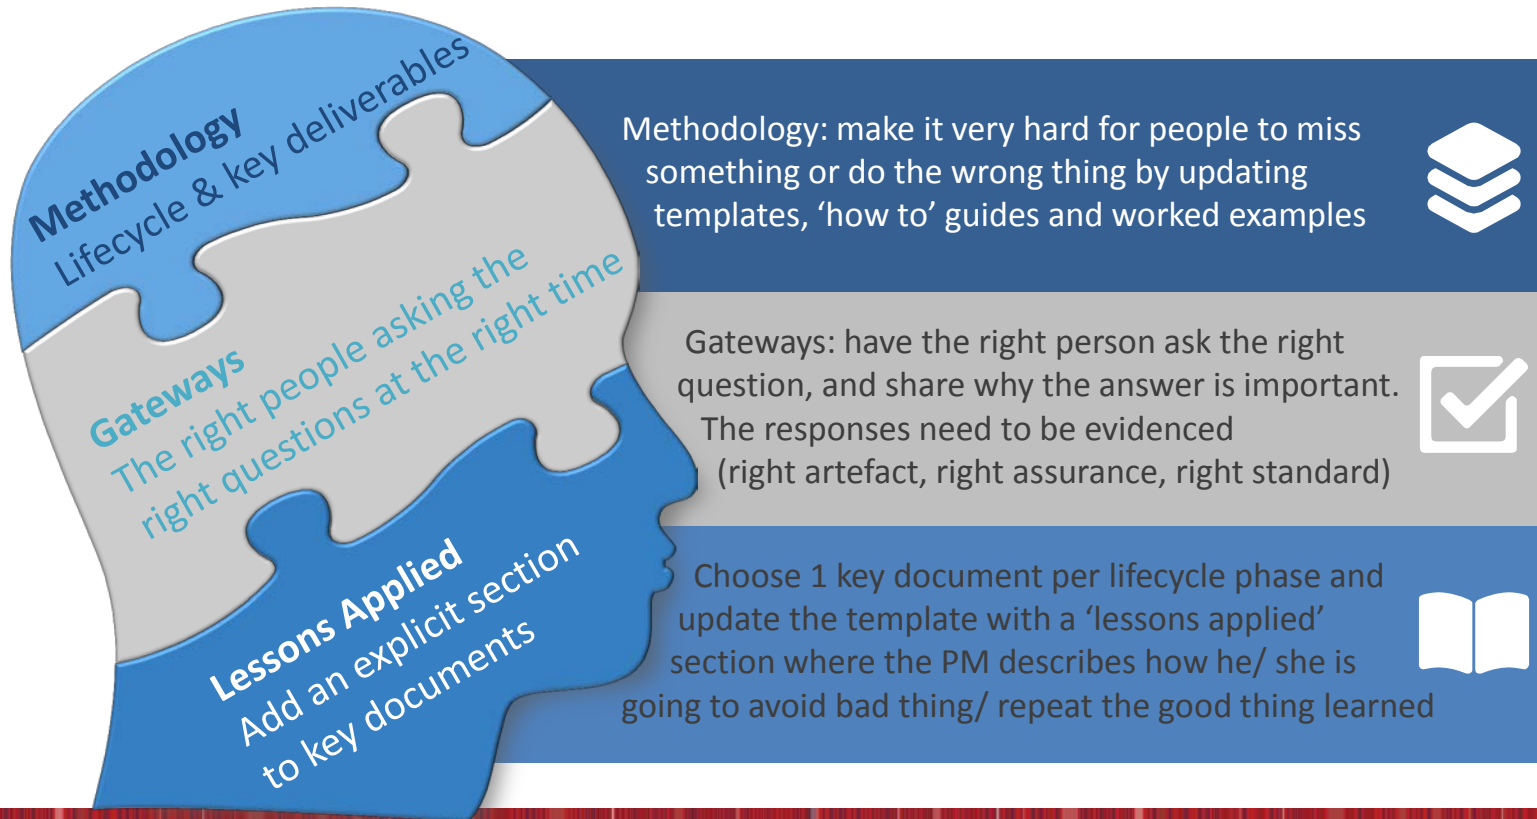 Methodology
Lifecycle & key deliverables
Gateways
The right people asking the
right questions at the right time
Lessons Applied
Add an explicit section
to key documents
Methodology: make it very hard for people to miss
something or do the wrong thing by updating
templates, ‘how to’ guides and worked examples
Gateways: have the right person ask the right
question, and share why the answer is important.
The responses need to be evidenced
(right artefact, right assurance, right standard)
Choose 1 key document per lifecycle phase and
update the template with a ‘lessons applied’
section where the PM describes how he/ she is
going to avoid bad thing/ repeat the good thing learned